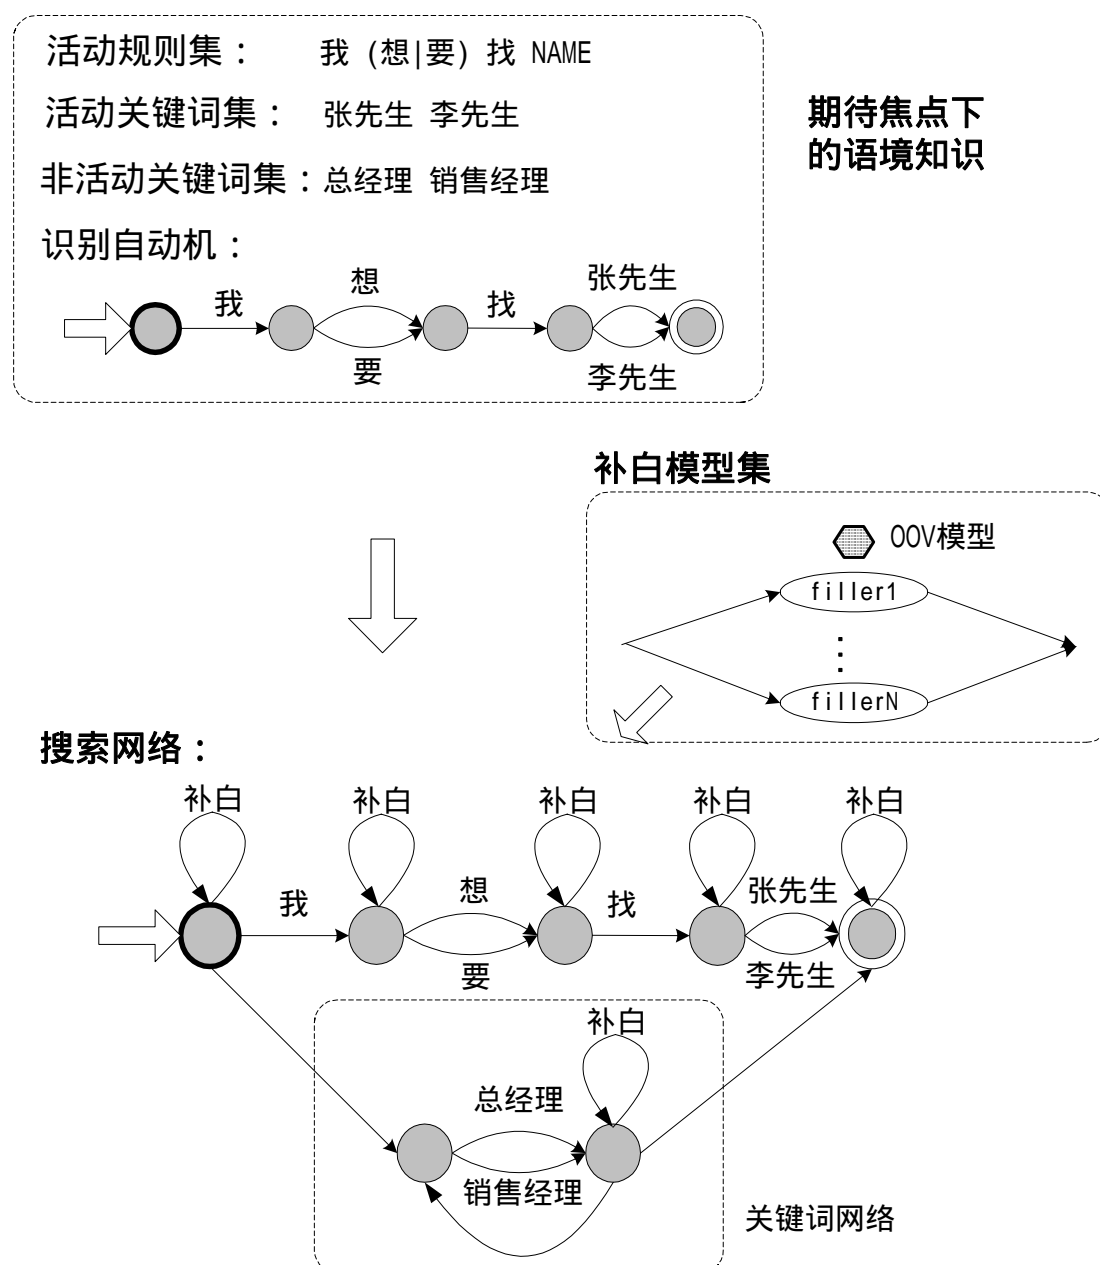 活动规则集： 我 (想|要) 找 NAME
活动关键词集： 张先生 李先生
非活动关键词集：总经理 销售经理
识别自动机：
期待焦点下
的语境知识
我
想
要
找
张先生
李先生
补白模型集
OOV模型
filler1
fillerN
搜索网络：
补白
补白
补白
补白
补白
我
想
要
找
张先生
李先生
补白
总经理
销售经理
关键词网络